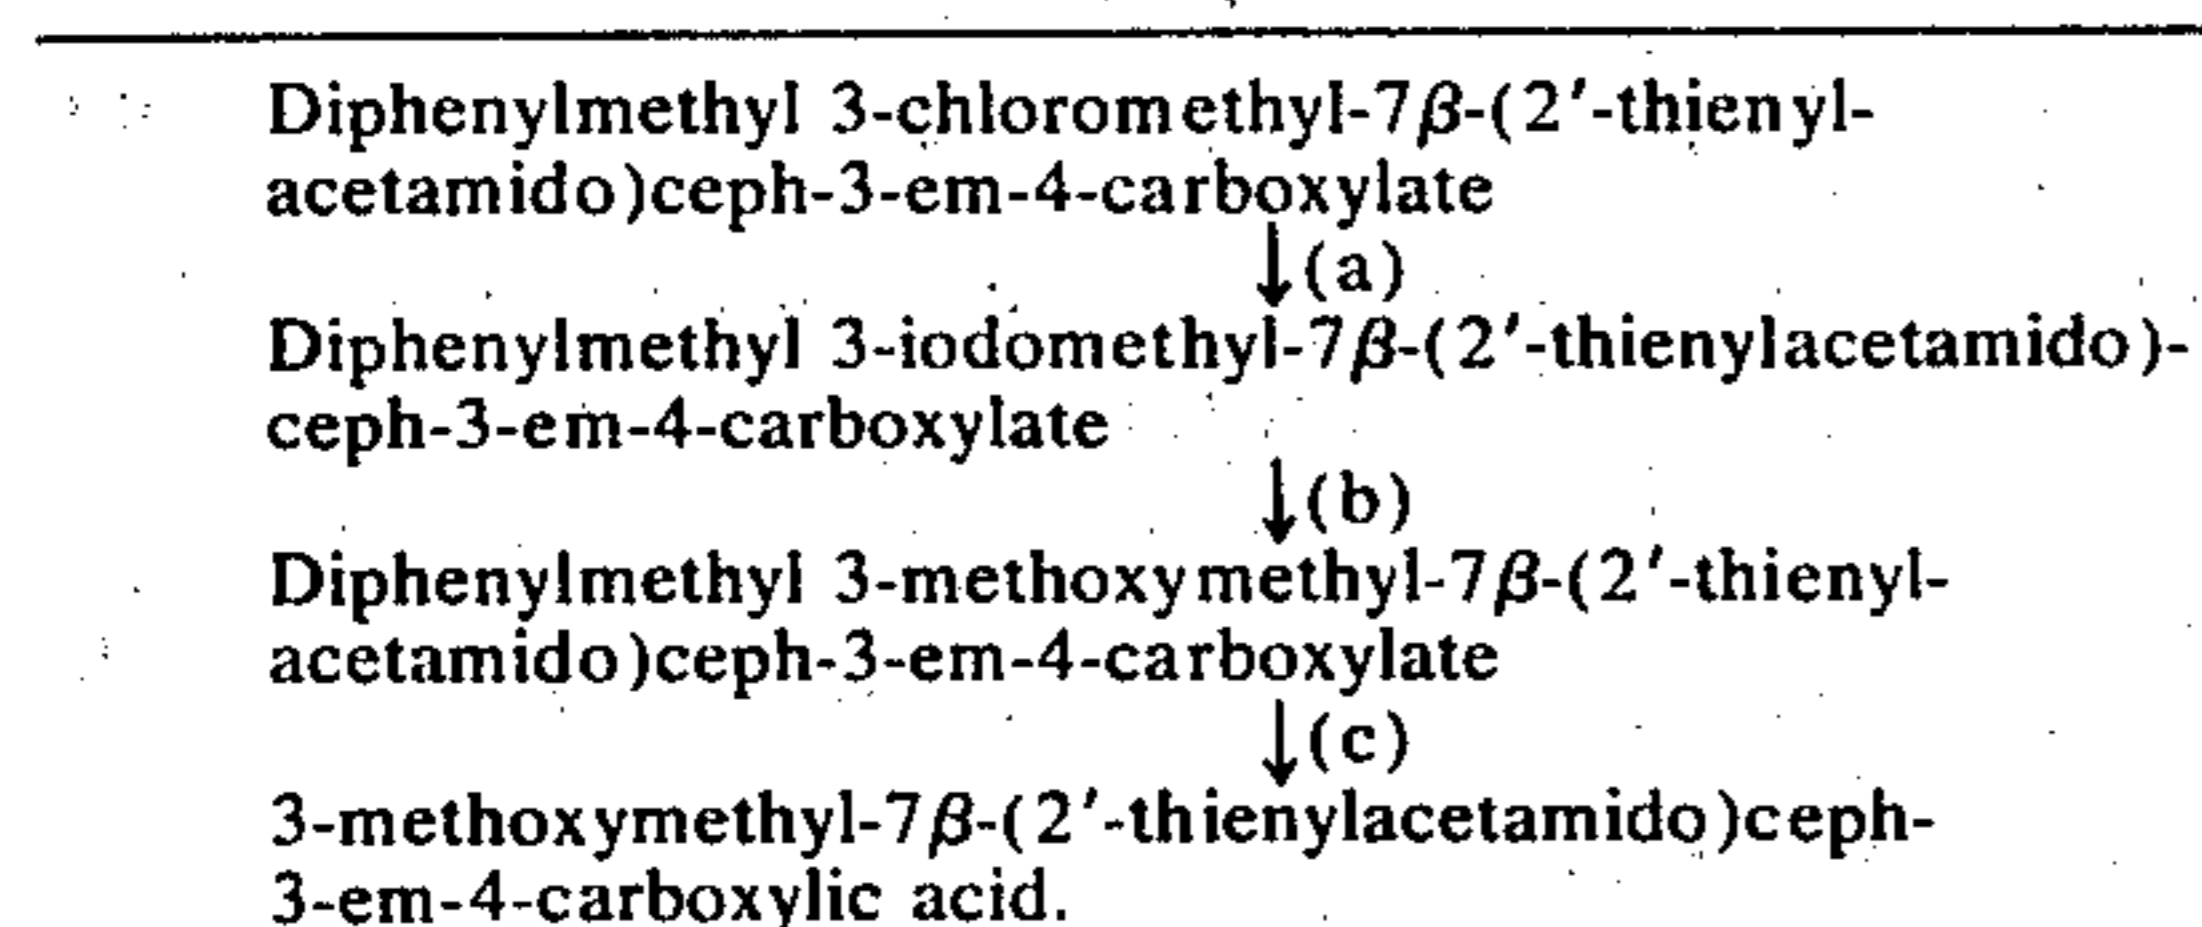 Diphenylmethyl 3-chloromethyl-7β-(2′-thienyl-
acetamido)ceph-3-em-4-carboxylate
↓(a)
Diphenylmethyl 3-iodomethyl-7β-(2′-thienylacetamido)-
ceph-3-em-4-carboxylate
↓(b)
Diphenylmethyl 3-methoxymethyl-7β-(2′-thienyl-
acetamido)ceph-3-em-4-carboxylate
↓(c)
3-methoxymethyl-7β-(2′-thienylacetamido)ceph-
3-em-4-carboxylic acid.